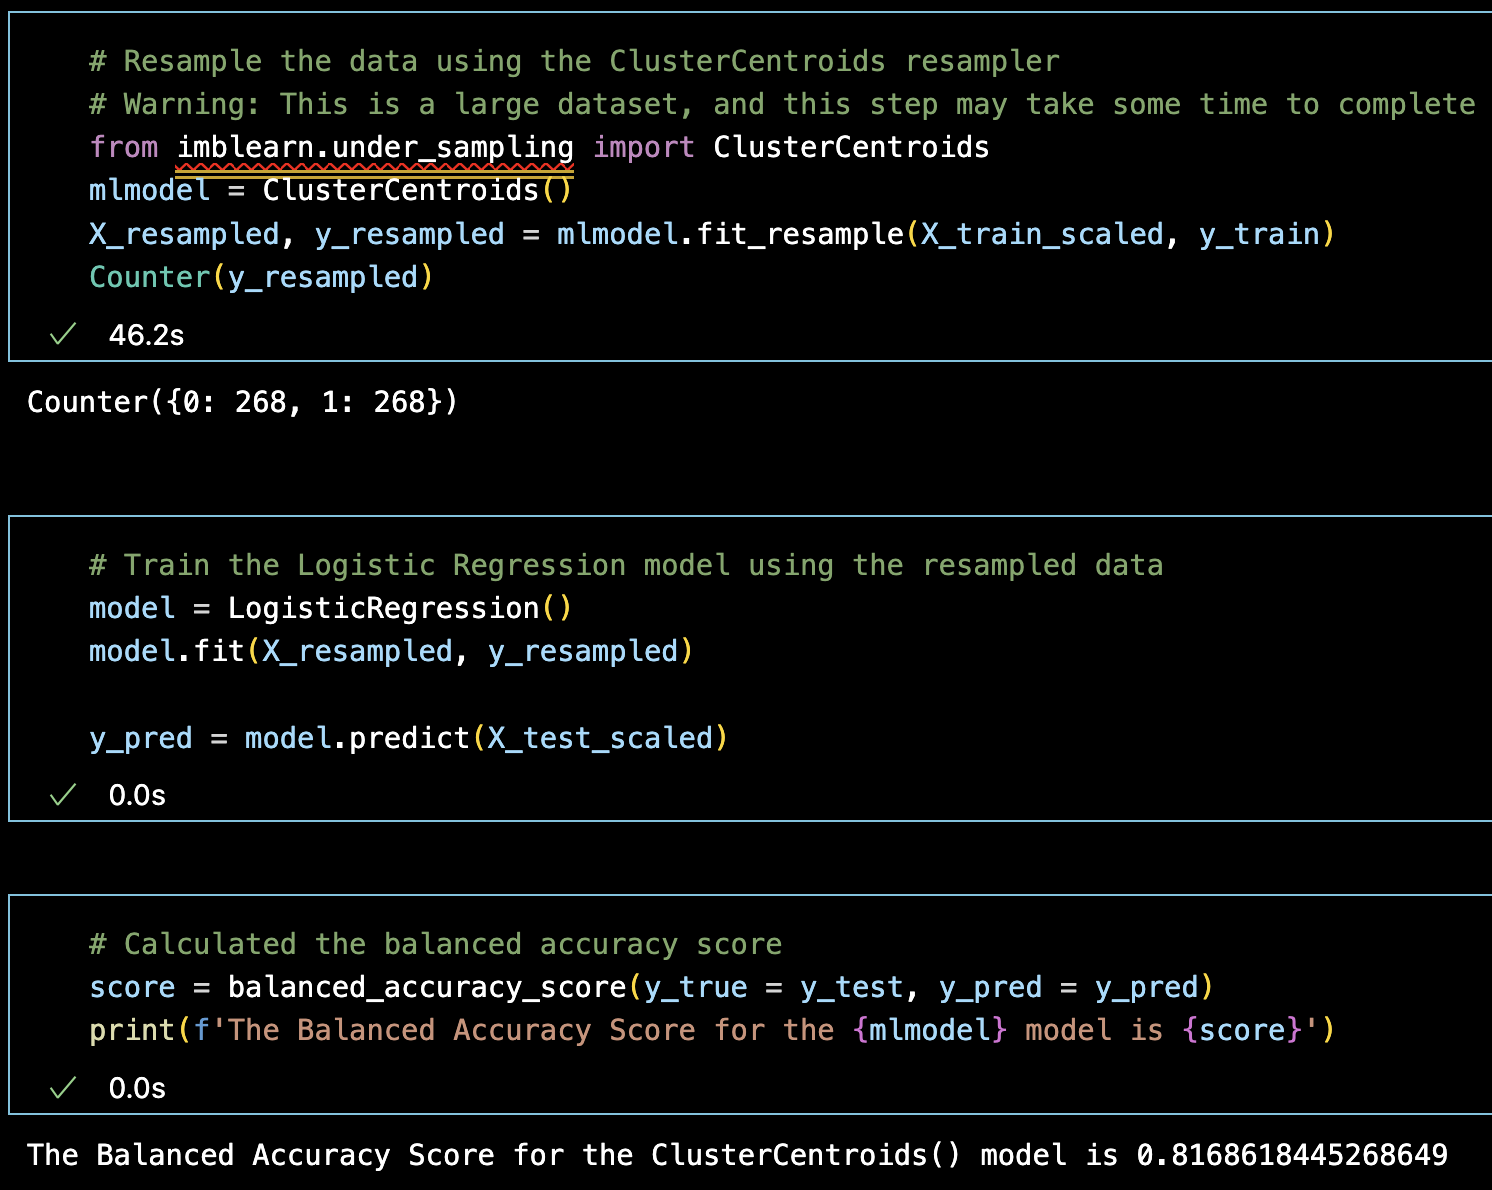 # Resample the data using the ClusterCentroids resampler
# Warning: This is a large dataset, and this step may take some time to complete
from imblearn.under_sampling import ClusterCentroids
mlmodel = ClusterCentroids()
X_resampled, y_resampled = mlmodel.fit_resample(X_train_scaled, y_train)
Counter(y_resampled)
46.2s
Counter({0: 268, 1: 268})
# Train the Logistic Regression model using the resampled data
model = LogisticRegression()
model.fit(X_resampled, y_resampled)
y_pred = model.predict(X_test_scaled)
0.0s
# Calculated the balanced accuracy score
score = balanced_accuracy_score(y_true = y_test, y_pred = y_pred)
print(f'The Balanced Accuracy Score for the {mlmodel} model is {score}')
0.0s
The Balanced Accuracy Score for the ClusterCentroids() model is 0.8168618445268649